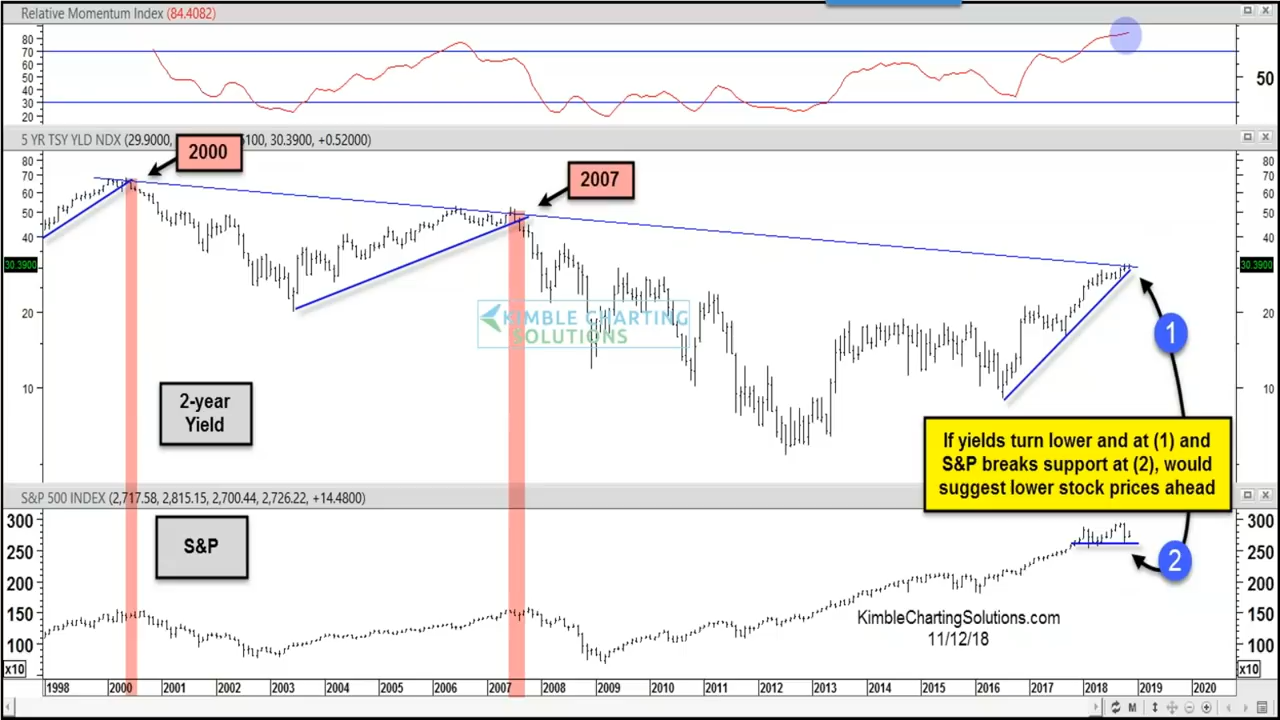 Relative Momentum Index (84.4082)
80
70
60
50
40
30
20
50
5 YR TSY YLD NDX (29.9000, 5100, 30.3900, +0.52000)
2000
2007
80
70
60
50
40
30.3900
20
10
80
70
60
50
40
30.3900
20
10
KIMBLE CHARTING
SOLUTIONS
1
2-year
Yield
If yields turn lower and at (1) and
S&P breaks support at (2), would
suggest lower stock prices ahead
S&P 500 INDEX (2,717.58, 2,815.15, 2,700.44, 2,726.22, +14.4800)
S&P
300
250
200
150
100
x10
300
250
200
150
100
x10
2
KimbleChartingSolutions.com
11/12/18
1998 2000 2001 2002 2003 2004 2005 2006 2007 2008 2009 2010 2011 2012 2013 2014 2015 2016 2017 2018 2019 2020
M